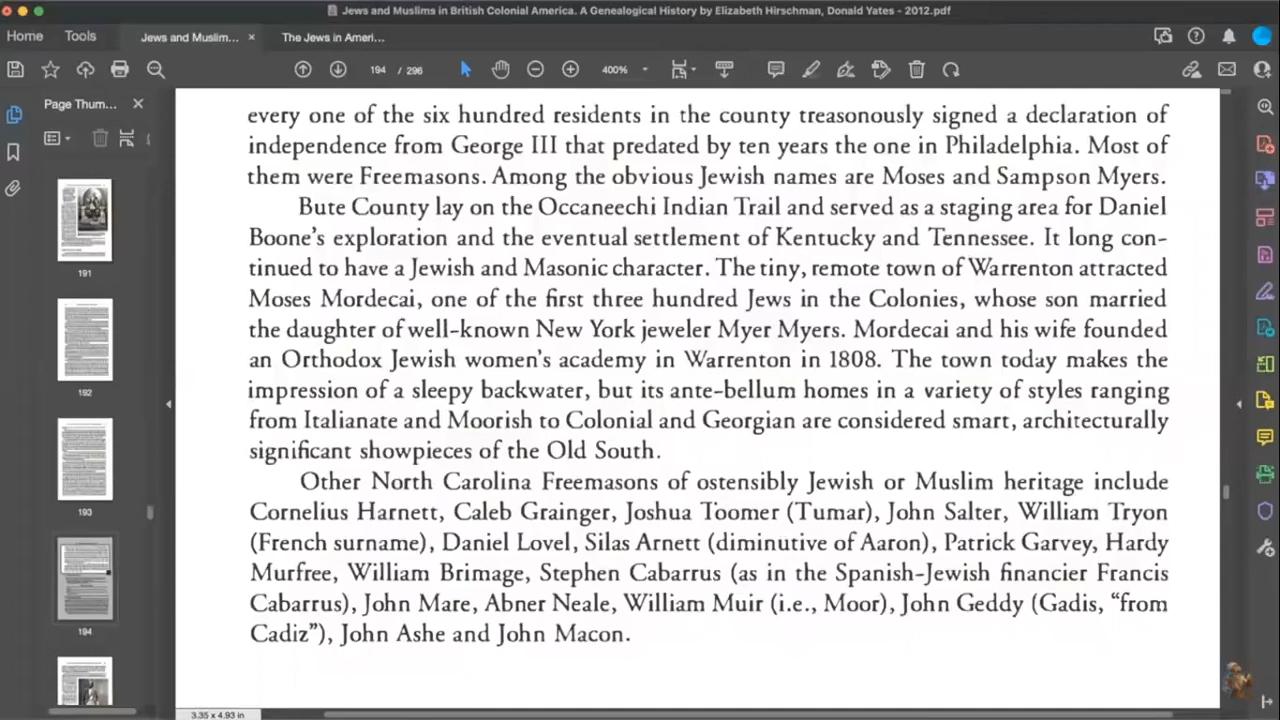 Jews and Muslims in British Colonial America. A Genealogical History by Elizabeth Hirschman, Donald Yates - 2012.pdf
Home Tools Jews and Muslim... × The Jews in Ameri...
194 / 296 400%
Page Thum... ×
every one of the six hundred residents in the county treasonously signed a declaration of
independence from George III that predated by ten years the one in Philadelphia. Most of
them were Freemasons. Among the obvious Jewish names are Moses and Sampson Myers.
Bute County lay on the Occaneechi Indian Trail and served as a staging area for Daniel
Boone's exploration and the eventual settlement of Kentucky and Tennessee. It long con-
tinued to have a Jewish and Masonic character. The tiny, remote town of Warrenton attracted
Moses Mordecai, one of the first three hundred Jews in the Colonies, whose son married
the daughter of well-known New York jeweler Myer Myers. Mordecai and his wife founded
an Orthodox Jewish women's academy in Warrenton in 1808. The town today makes the
impression of a sleepy backwater, but its ante-bellum homes in a variety of styles ranging
from Italianate and Moorish to Colonial and Georgian are considered smart, architecturally
significant showpieces of the Old South.
Other North Carolina Freemasons of ostensibly Jewish or Muslim heritage include
Cornelius Harnett, Caleb Grainger, Joshua Toomer (Tumar), John Salter, William Tryon
(French surname), Daniel Lovel, Silas Arnett (diminutive of Aaron), Patrick Garvey, Hardy
Murfree, William Brimage, Stephen Cabarrus (as in the Spanish-Jewish financier Francis
Cabarrus), John Mare, Abner Neale, William Muir (i.e., Moor), John Geddy (Gadis, "from
Cadiz"), John Ashe and John Macon.
191
192
193
194
3.35 x 4.93 in